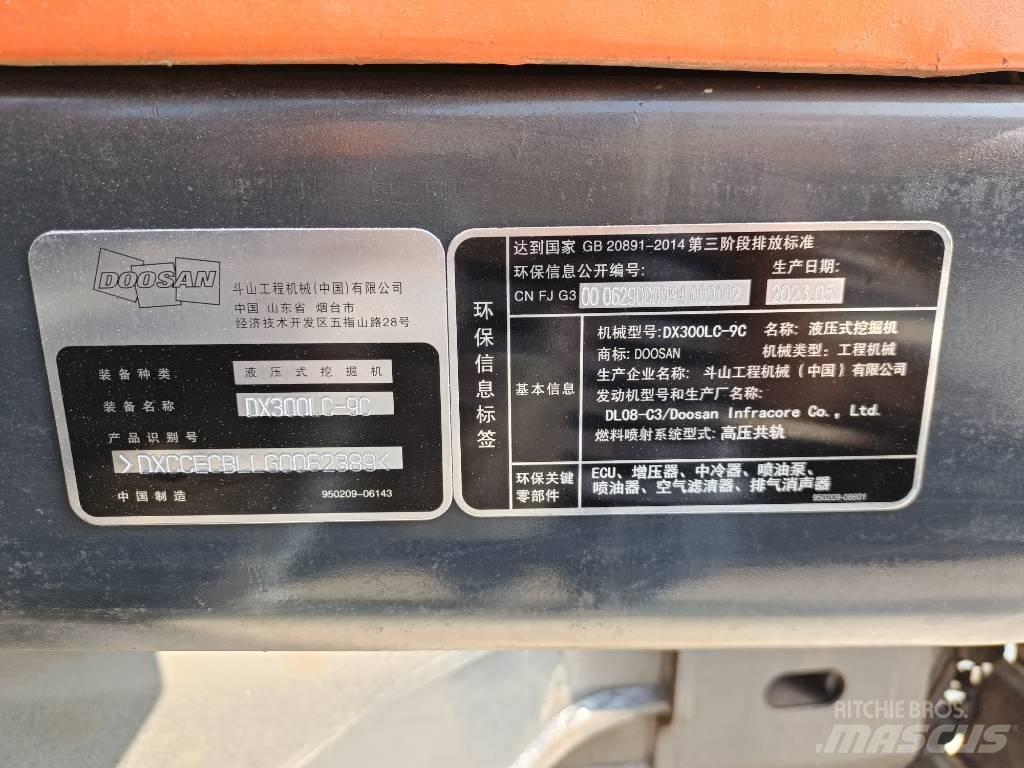 DOOSAN
斗山工程机械(中国)有限公司
中国 山东省 烟台市
经济技术开发区五指山路28号
装备种类 液压式挖掘机
装备名称 DX300LC-9C
产品识别号
>DXCCECBLLG0062389<
中国制造 950209-06143
环保信息标签
达到国家 GB 20891-2014 第三阶段排放标准
环保信息公开编号: 生产日期:
CN FJ G3 00 0629000094 000102 2023.05
基本信息
机械型号: DX300LC-9C 名称: 液压式挖掘机
商标: DOOSAN 机械类型: 工程机械
生产企业名称: 斗山工程机械(中国)有限公司
发动机型号和生产厂名称:
DL08-C3/Doosan Infracore Co., Ltd.
燃料喷射系统型式: 高压共轨
环保关键
零部件
ECU、增压器、中冷器、喷油泵、
喷油器、空气滤清器、排气消声器
950209-08601
RITCHIE BROS.
MASCUS